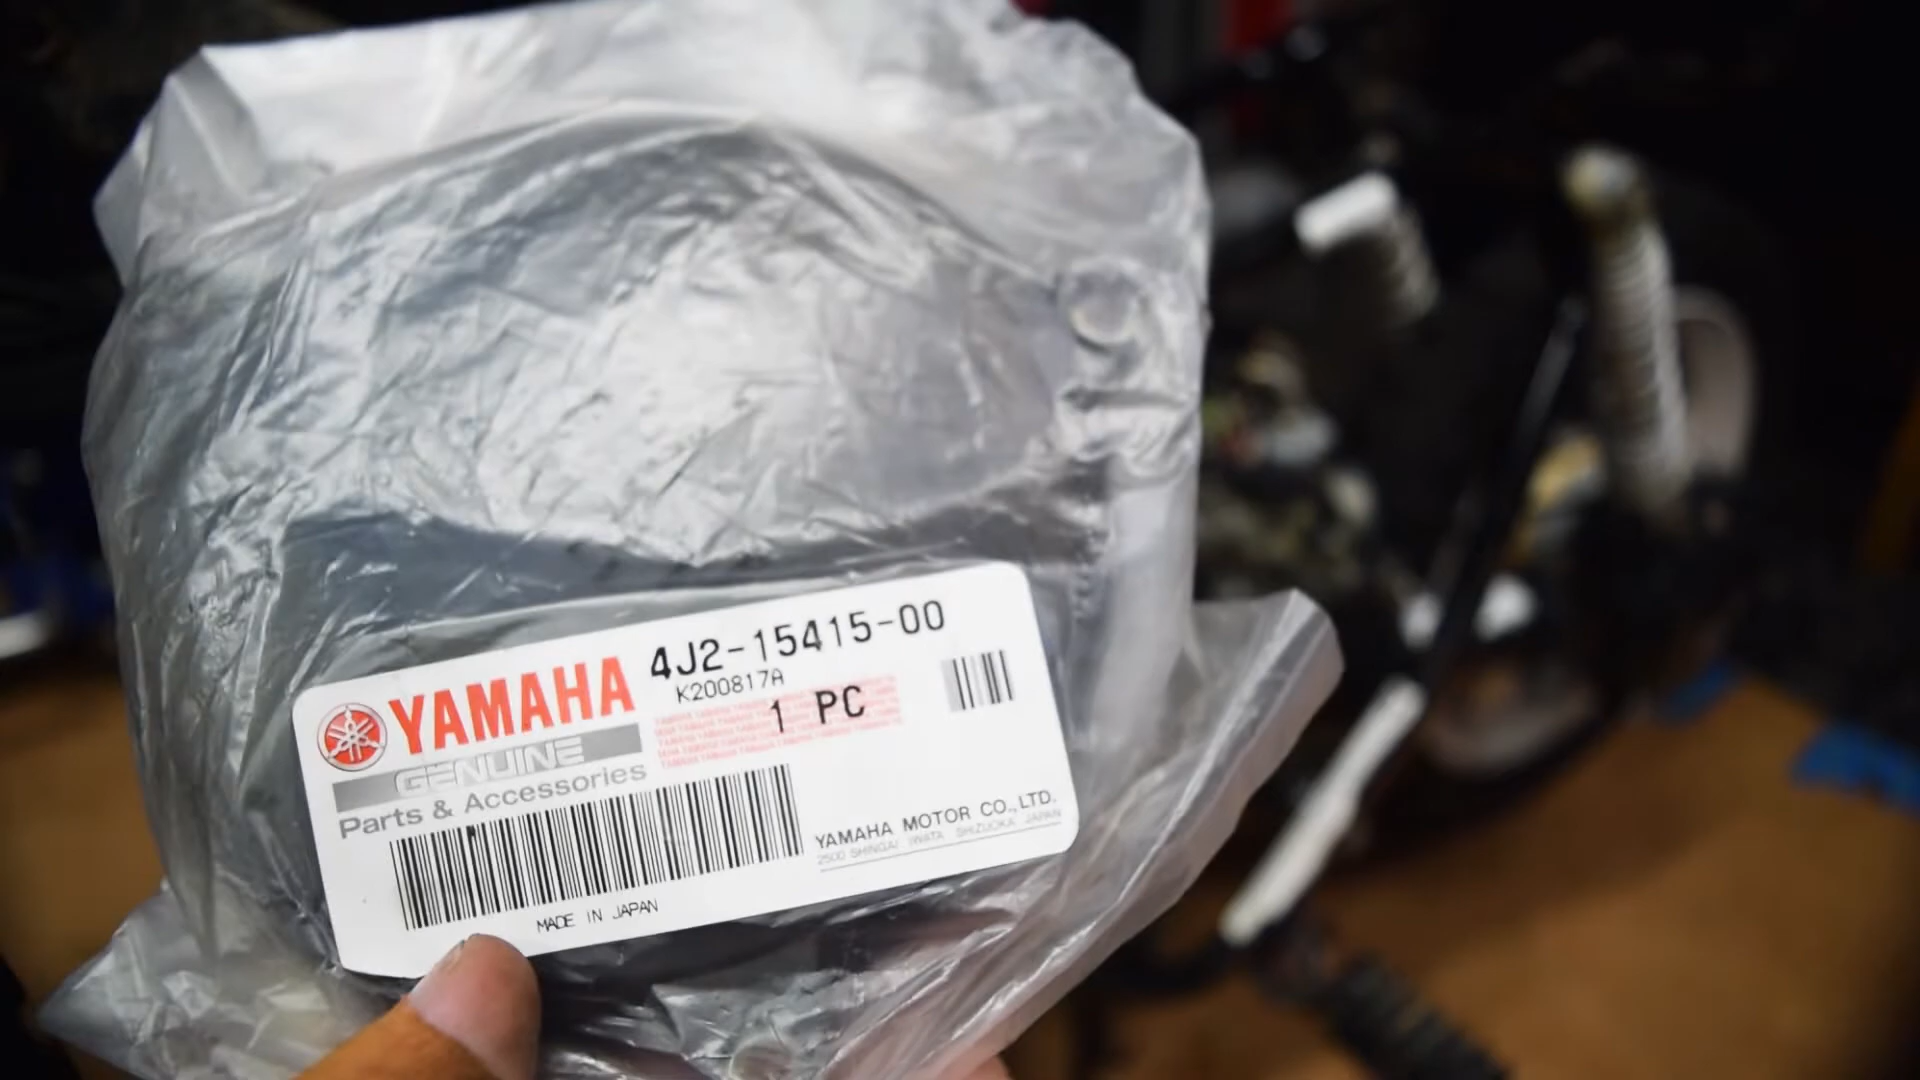 YAMAHA
GENUINE
Parts & Accessories
4J2-15415-00
K200817A
1 PC
YAMAHA MOTOR CO., LTD.
2500 SHINGAI IWATA SHIZUOKA JAPAN
MADE IN JAPAN